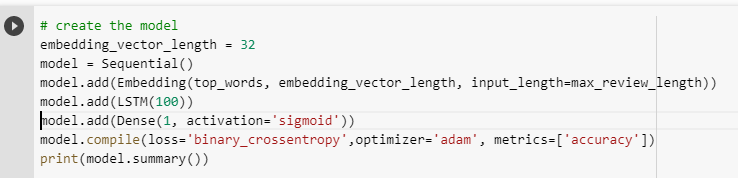 # create the model
embedding_vector_length = 32
model = Sequential()
model.add(Embedding(top_words, embedding_vector_length, input_length=max_review_length))
model.add(LSTM(100))
model.add(Dense(1, activation='sigmoid'))
model.compile(loss='binary_crossentropy',optimizer='adam', metrics=['accuracy'])
print(model.summary())